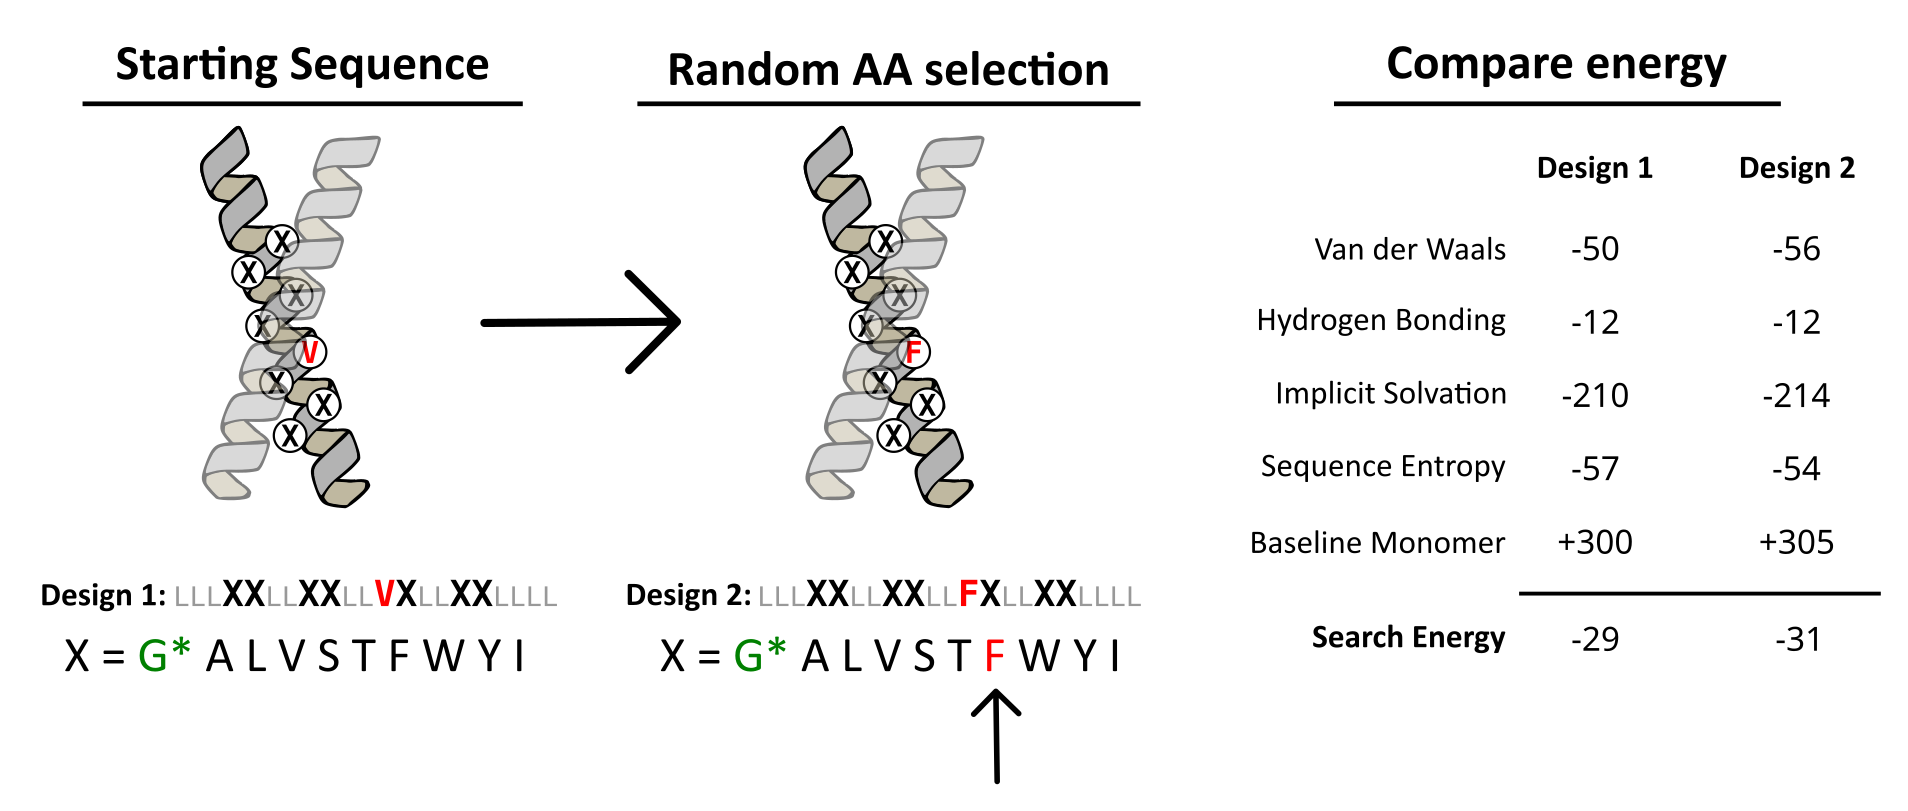 Starting Sequence
X
X
X
X
V
X
X
X
Design 1: LLLXXLLXXLLVXLLXXLLLL
X = G* A L V S T F W Y I
Random AA selection
X
X
X
X
F
X
X
X
Design 2: LLLXXLLXXLLFXLLXXLLLL
X = G* A L V S T F W Y I
Compare energy
Design 1 Design 2
Van der Waals -50 -56
Hydrogen Bonding -12 -12
Implicit Solvation -210 -214
Sequence Entropy -57 -54
Baseline Monomer +300 +305
Search Energy -29 -31